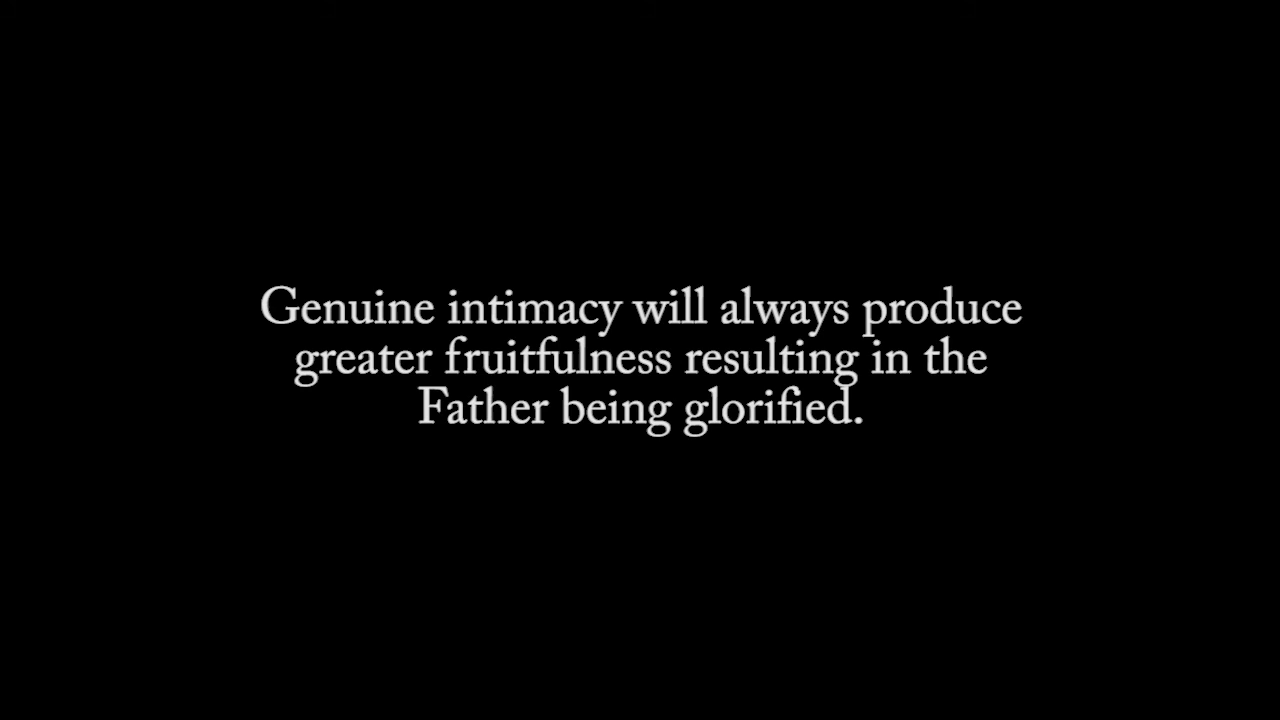 Genuine intimacy will always produce
greater fruitfulness resulting in the
Father being glorified.